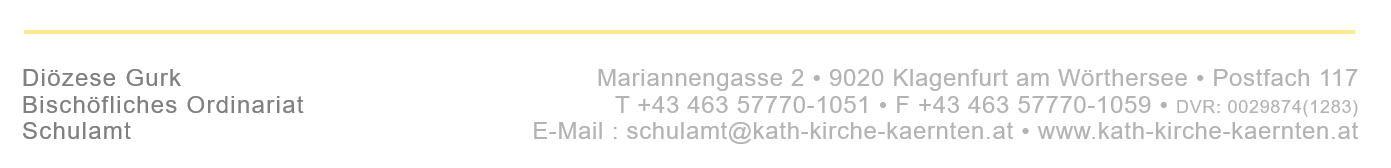 Diözese Gurk
Bischöfliches Ordinariat
Schulamt
Mariannengasse 2 • 9020 Klagenfurt am Wörthersee • Postfach 117
T +43 463 57770-1051 • F +43 463 57770-1059 • DVR: 0029874(1283)
E-Mail : schulamt@kath-kirche-kaernten.at • www.kath-kirche-kaernten.at